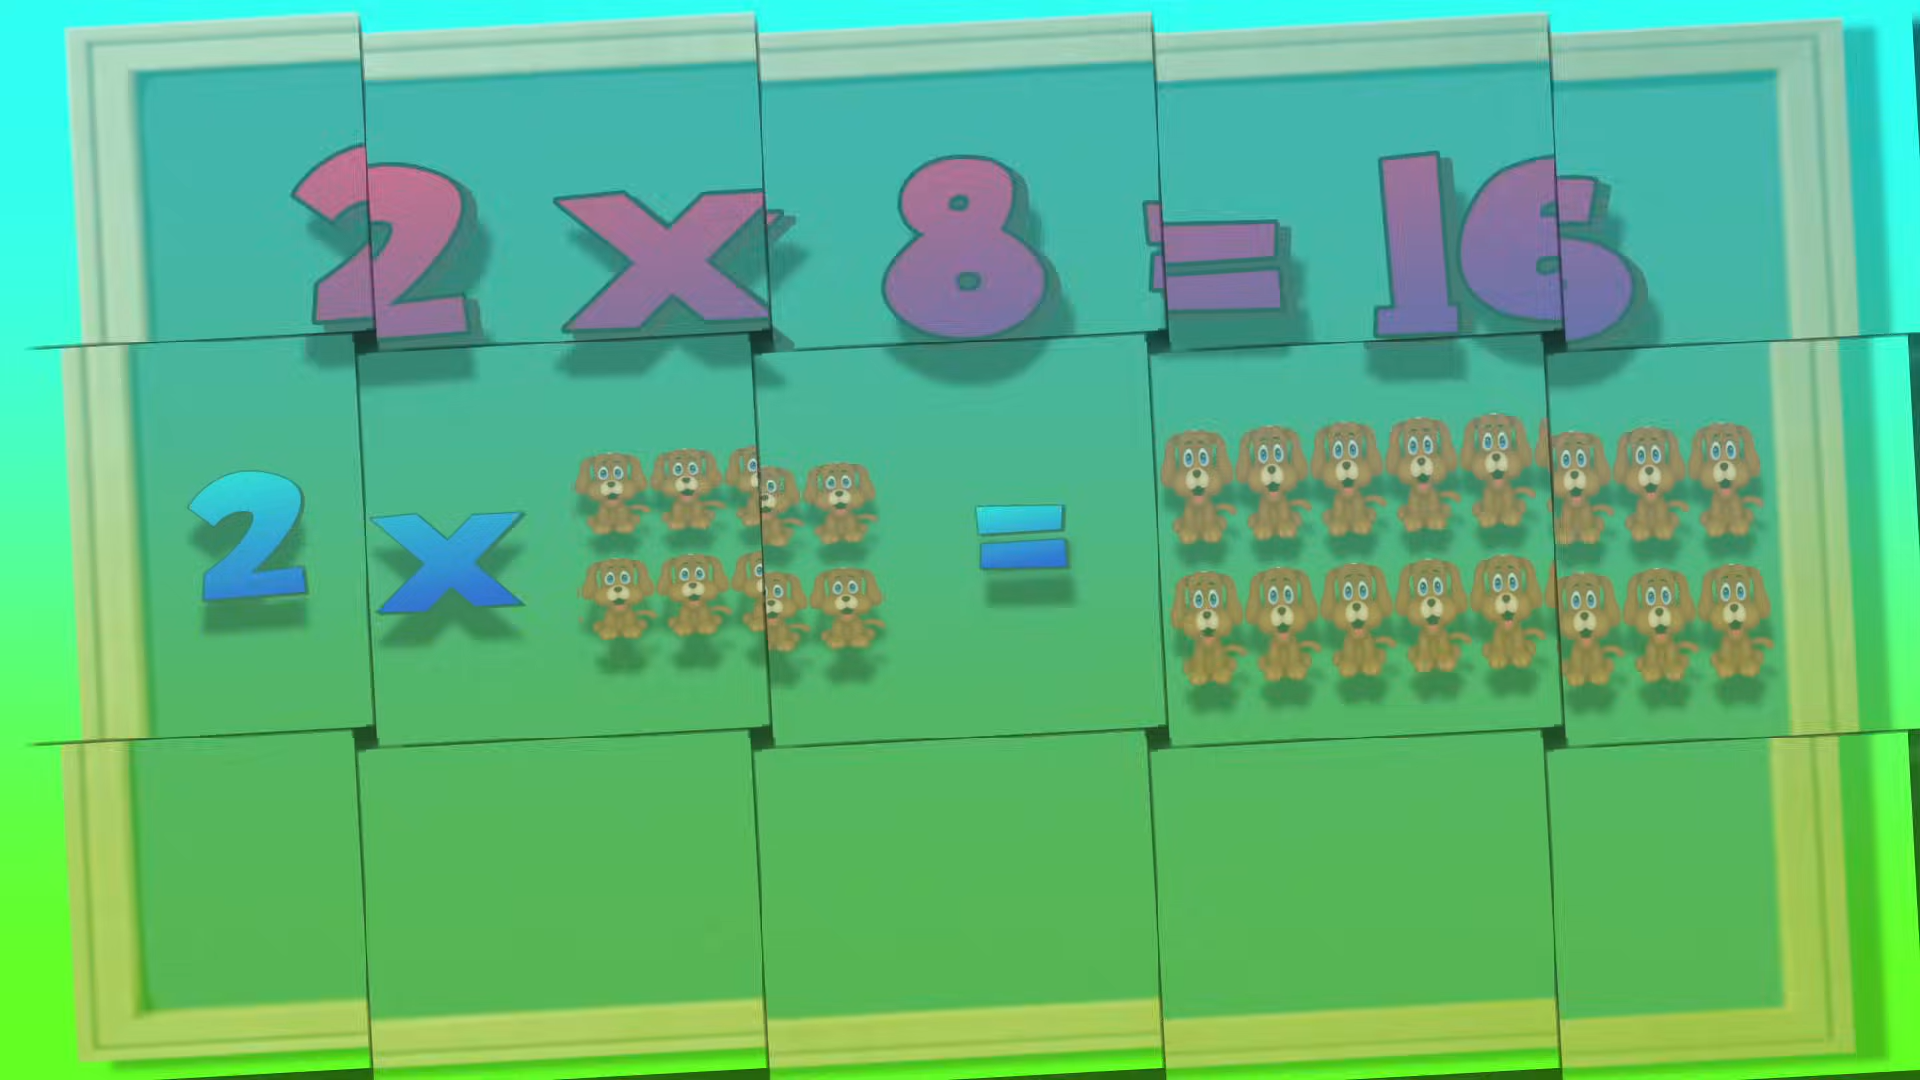 2 x 8 = 16
2 x =